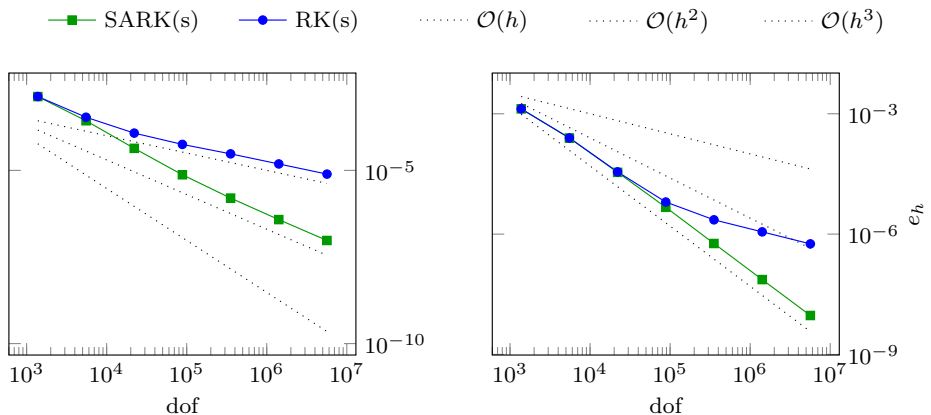 SARK(s) RK(s) 𝒪(h) 𝒪(h²) 𝒪(h³)
10⁻⁵
10⁻¹⁰
10³ 10⁴ 10⁵ 10⁶ 10⁷
dof
10⁻³
10⁻⁶
10⁻⁹
e_h
10³ 10⁴ 10⁵ 10⁶ 10⁷
dof